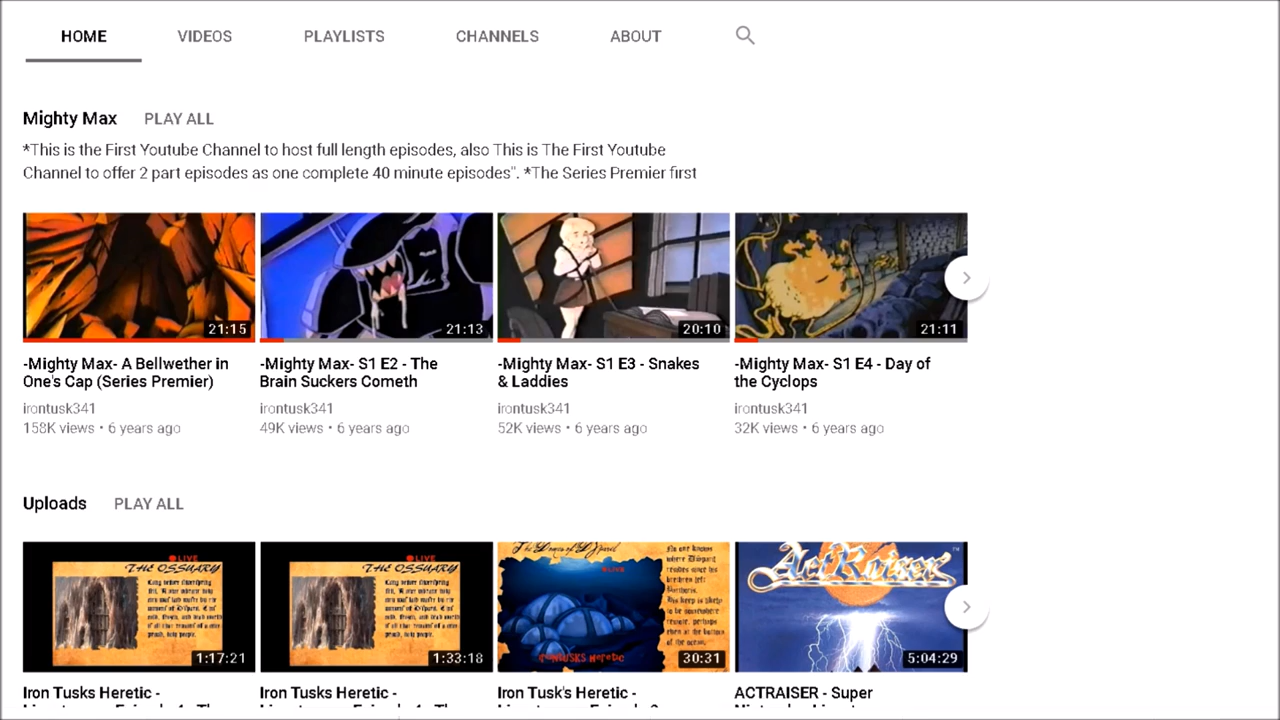 HOME VIDEOS PLAYLISTS CHANNELS ABOUT
Mighty Max PLAY ALL
*This is the First Youtube Channel to host full length episodes, also This is The First Youtube
Channel to offer 2 part episodes as one complete 40 minute episodes". *The Series Premier first
21:15 21:13 20:10 21:11
-Mighty Max- A Bellwether in
One's Cap (Series Premier)
irontusk341
158K views • 6 years ago
-Mighty Max- S1 E2 - The
Brain Suckers Cometh
irontusk341
49K views • 6 years ago
-Mighty Max- S1 E3 - Snakes
& Laddies
irontusk341
52K views • 6 years ago
-Mighty Max- S1 E4 - Day of
the Cyclops
irontusk341
32K views • 6 years ago
Uploads PLAY ALL
LIVE
THE OSSUARY
1:17:21
LIVE
THE OSSUARY
1:33:18
LIVE
IRONTUSKS HERETIC
30:31
ActRaiser
5:04:29
Iron Tusks Heretic -
Iron Tusks Heretic -
Iron Tusk's Heretic -
ACTRAISER - Super